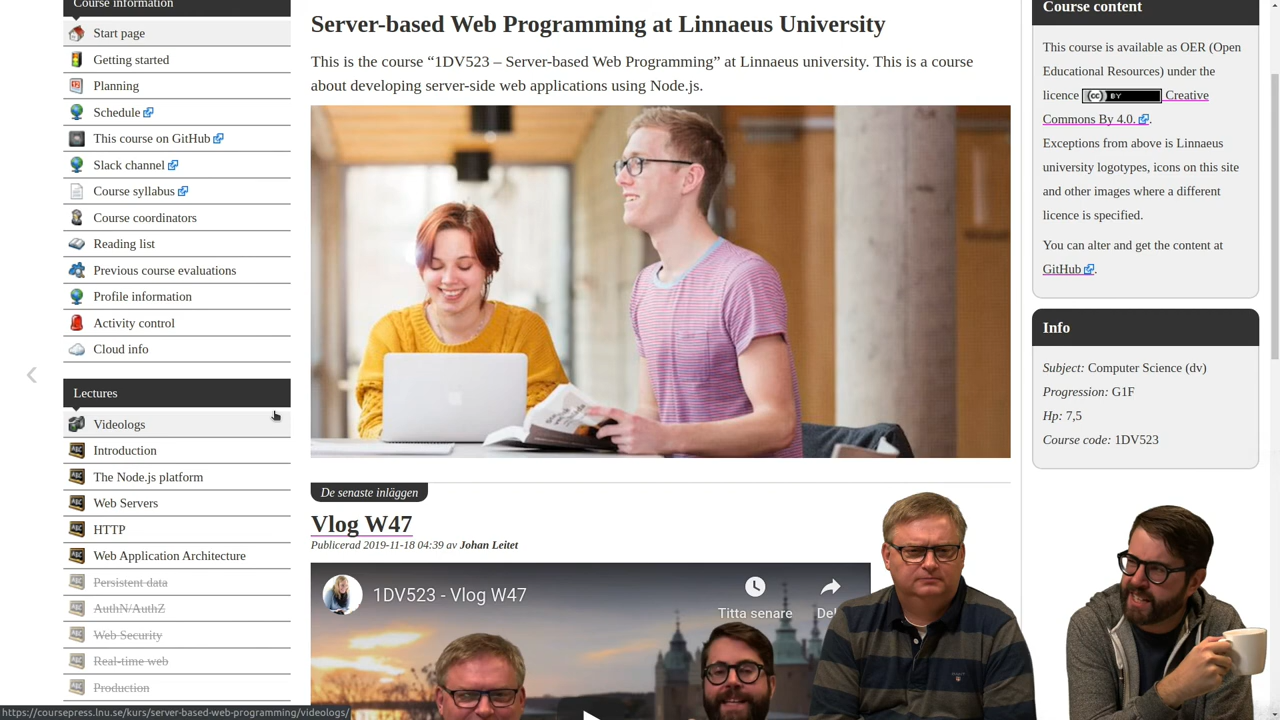 Course information
Start page
Getting started
Planning
Schedule
This course on GitHub
Slack channel
Course syllabus
Course coordinators
Reading list
Previous course evaluations
Profile information
Activity control
Cloud info
Lectures
Videologs
Introduction
The Node.js platform
Web Servers
HTTP
Web Application Architecture
Persistent data
AuthN/AuthZ
Web Security
Real-time web
Production
https://coursepress.lnu.se/kurs/server-based-web-programming/videologs/
Server-based Web Programming at Linnaeus University
This is the course “1DV523 – Server-based Web Programming” at Linnaeus university. This is a course
about developing server-side web applications using Node.js.
De senaste inläggen
Vlog W47
Publicerad 2019-11-18 04:39 av Johan Leitet
1DV523 - Vlog W47
Titta senare
Del
Course content
This course is available as OER (Open
Educational Resources) under the
licence (cc) BY Creative
Commons By 4.0. .
Exceptions from above is Linnaeus
university logotypes, icons on this site
and other images where a different
licence is specified.
You can alter and get the content at
GitHub .
Info
Subject: Computer Science (dv)
Progression: G1F
Hp: 7,5
Course code: 1DV523